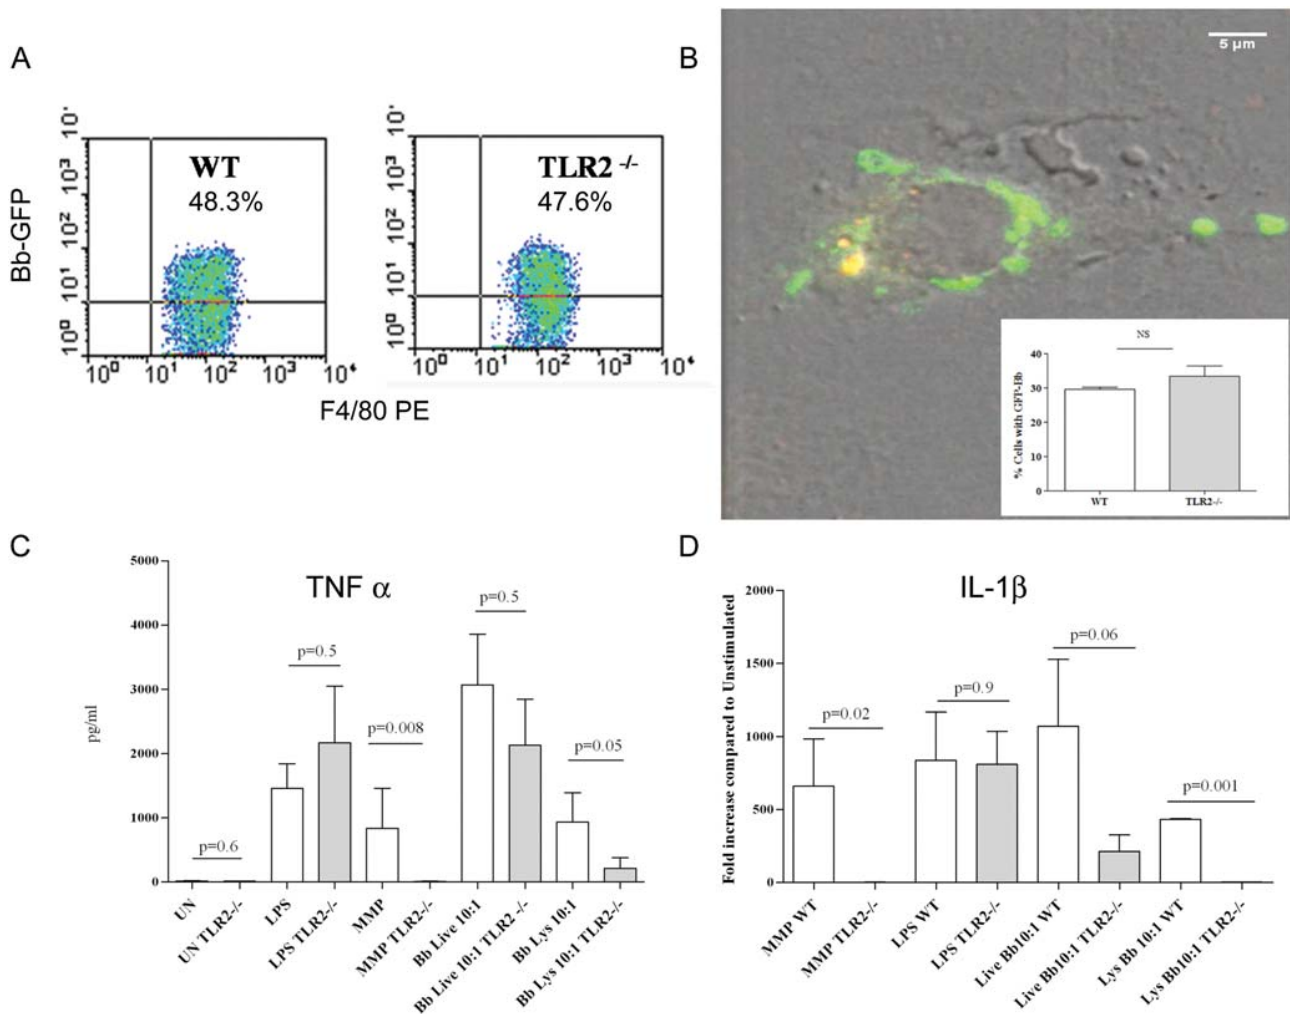 A
Bb-GFP
10⁰ 10¹ 10² 10³ 10⁴
WT
48.3%
10⁰ 10¹ 10² 10³ 10⁴
10⁰ 10¹ 10² 10³
TLR2 -/-
47.6%
10⁰ 10¹ 10² 10³ 10⁴
F4/80 PE
B
5 µm
NS
% Cells with GFP-Bb
40
30
20
10
0
WT TLR2-/-
C
TNF α
pg/ml
5000
4000
3000
2000
1000
0
p=0.6
p=0.5
p=0.008
p=0.5
p=0.05
UN
UN TLR2-/-
LPS
LPS TLR2-/-
MMP
MMP TLR2-/-
Bb Live 10:1
Bb Live 10:1 TLR2 -/-
Bb Lys 10:1
Bb Lys 10:1 TLR2-/-
D
IL-1β
Fold increase compared to Unstimulated
2000
1500
1000
500
0
p=0.02
p=0.9
p=0.06
p=0.001
MMP WT
MMP TLR2-/-
LPS WT
LPS TLR2-/-
Live Bb10:1 WT
Live Bb10:1 TLR2-/-
Lys Bb 10:1 WT
Lys Bb10:1 TLR2-/-